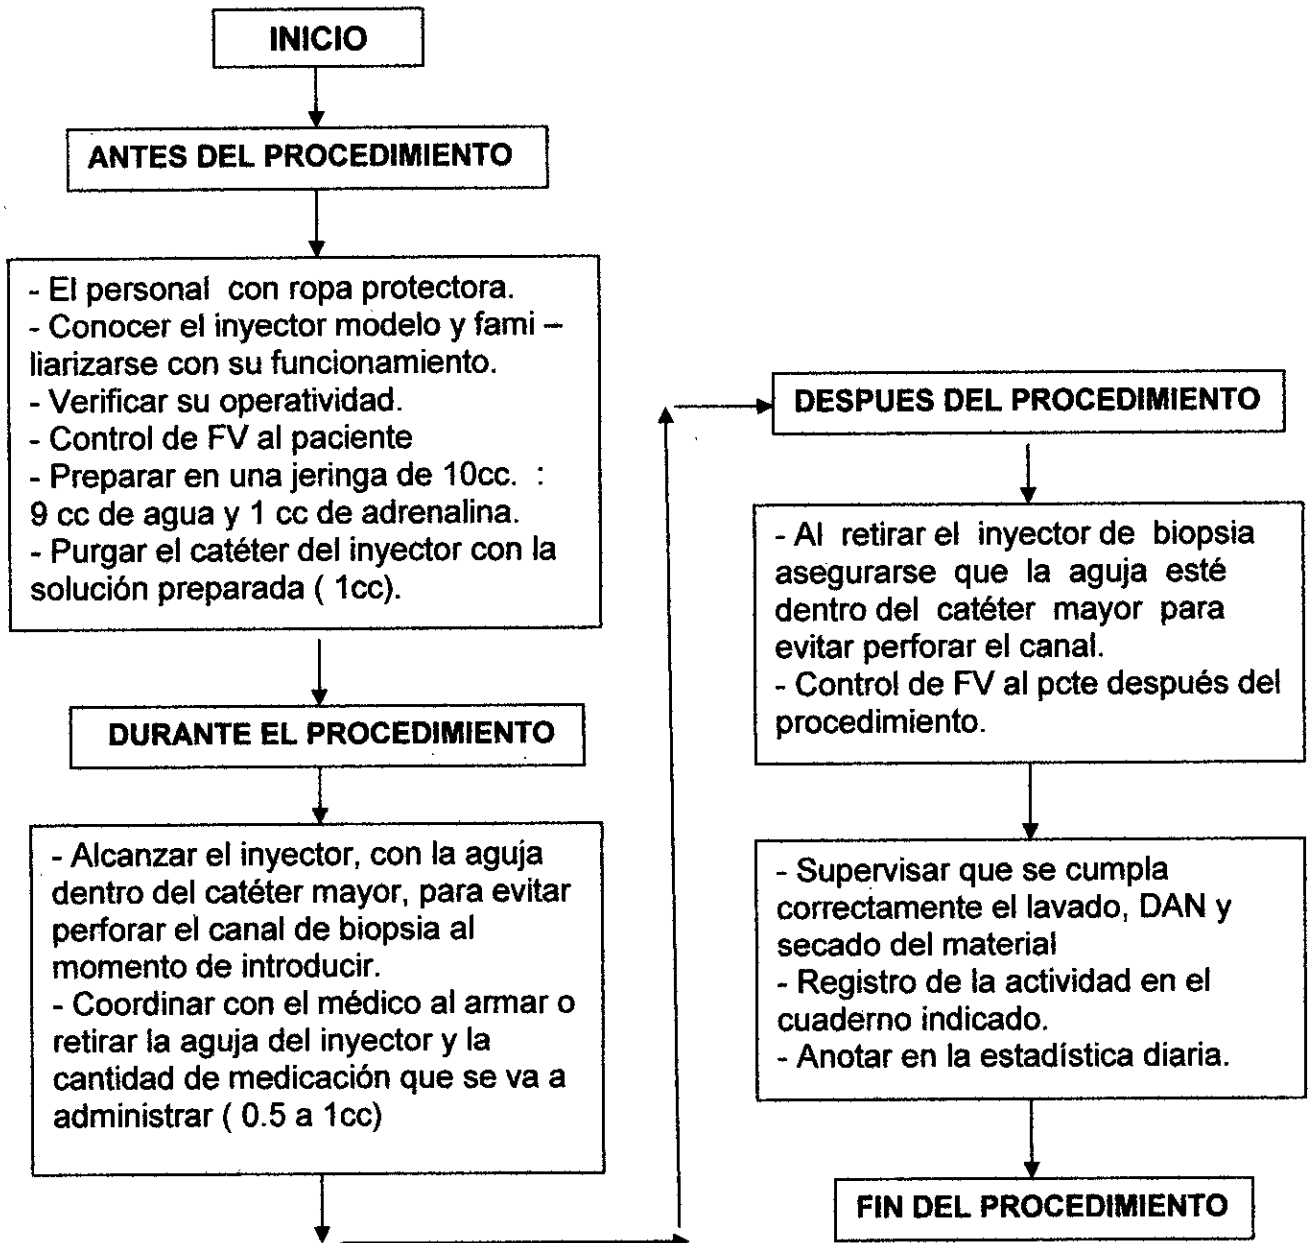 INICIO
ANTES DEL PROCEDIMIENTO
- El personal con ropa protectora.
- Conocer el inyector modelo y fami –
liarizarse con su funcionamiento.
- Verificar su operatividad.
- Control de FV al paciente
- Preparar en una jeringa de 10cc. :
9 cc de agua y 1 cc de adrenalina.
- Purgar el catéter del inyector con la
solución preparada ( 1cc).
DURANTE EL PROCEDIMIENTO
- Alcanzar el inyector, con la aguja
dentro del catéter mayor, para evitar
perforar el canal de biopsia al
momento de introducir.
- Coordinar con el médico al armar o
retirar la aguja del inyector y la
cantidad de medicación que se va a
administrar ( 0.5 a 1cc)
DESPUES DEL PROCEDIMIENTO
- Al retirar el inyector de biopsia
asegurarse que la aguja esté
dentro del catéter mayor para
evitar perforar el canal.
- Control de FV al pcte después del
procedimiento.
- Supervisar que se cumpla
correctamente el lavado, DAN y
secado del material
- Registro de la actividad en el
cuaderno indicado.
- Anotar en la estadística diaria.
FIN DEL PROCEDIMIENTO